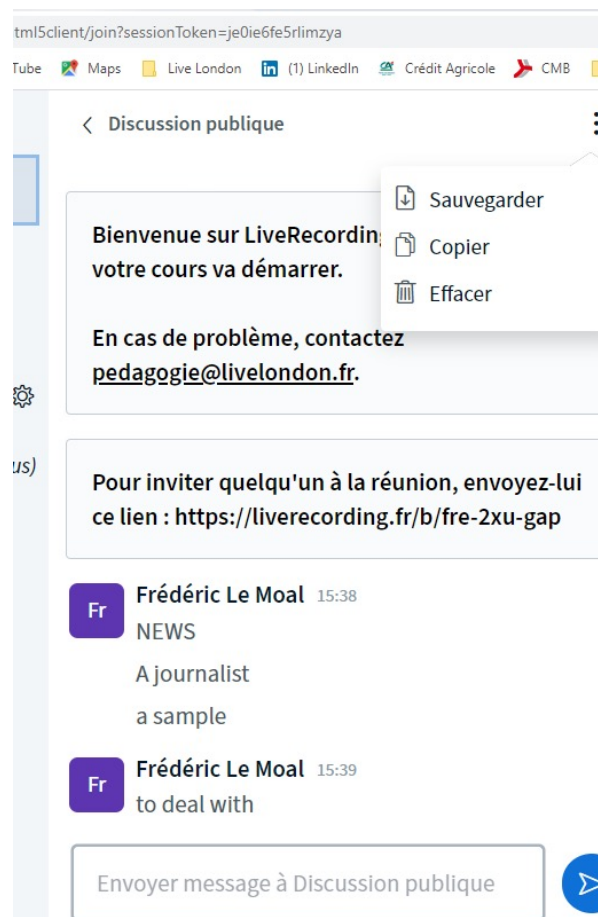 tml5client/join?sessionToken=je0ie6fe5rlimzya
Tube Maps Live London in (1) LinkedIn Crédit Agricole CMB
Discussion publique
Sauvegarder
Copier
Effacer
Bienvenue sur LiveRecordin
votre cours va démarrer.
En cas de problème, contactez
pedagogie@livelondon.fr.
us)
Pour inviter quelqu'un à la réunion, envoyez-lui
ce lien : https://liverecording.fr/b/fre-2xu-gap
Fr
Frédéric Le Moal 15:38
NEWS
A journalist
a sample
Fr
Frédéric Le Moal 15:39
to deal with
Envoyer message à Discussion publique